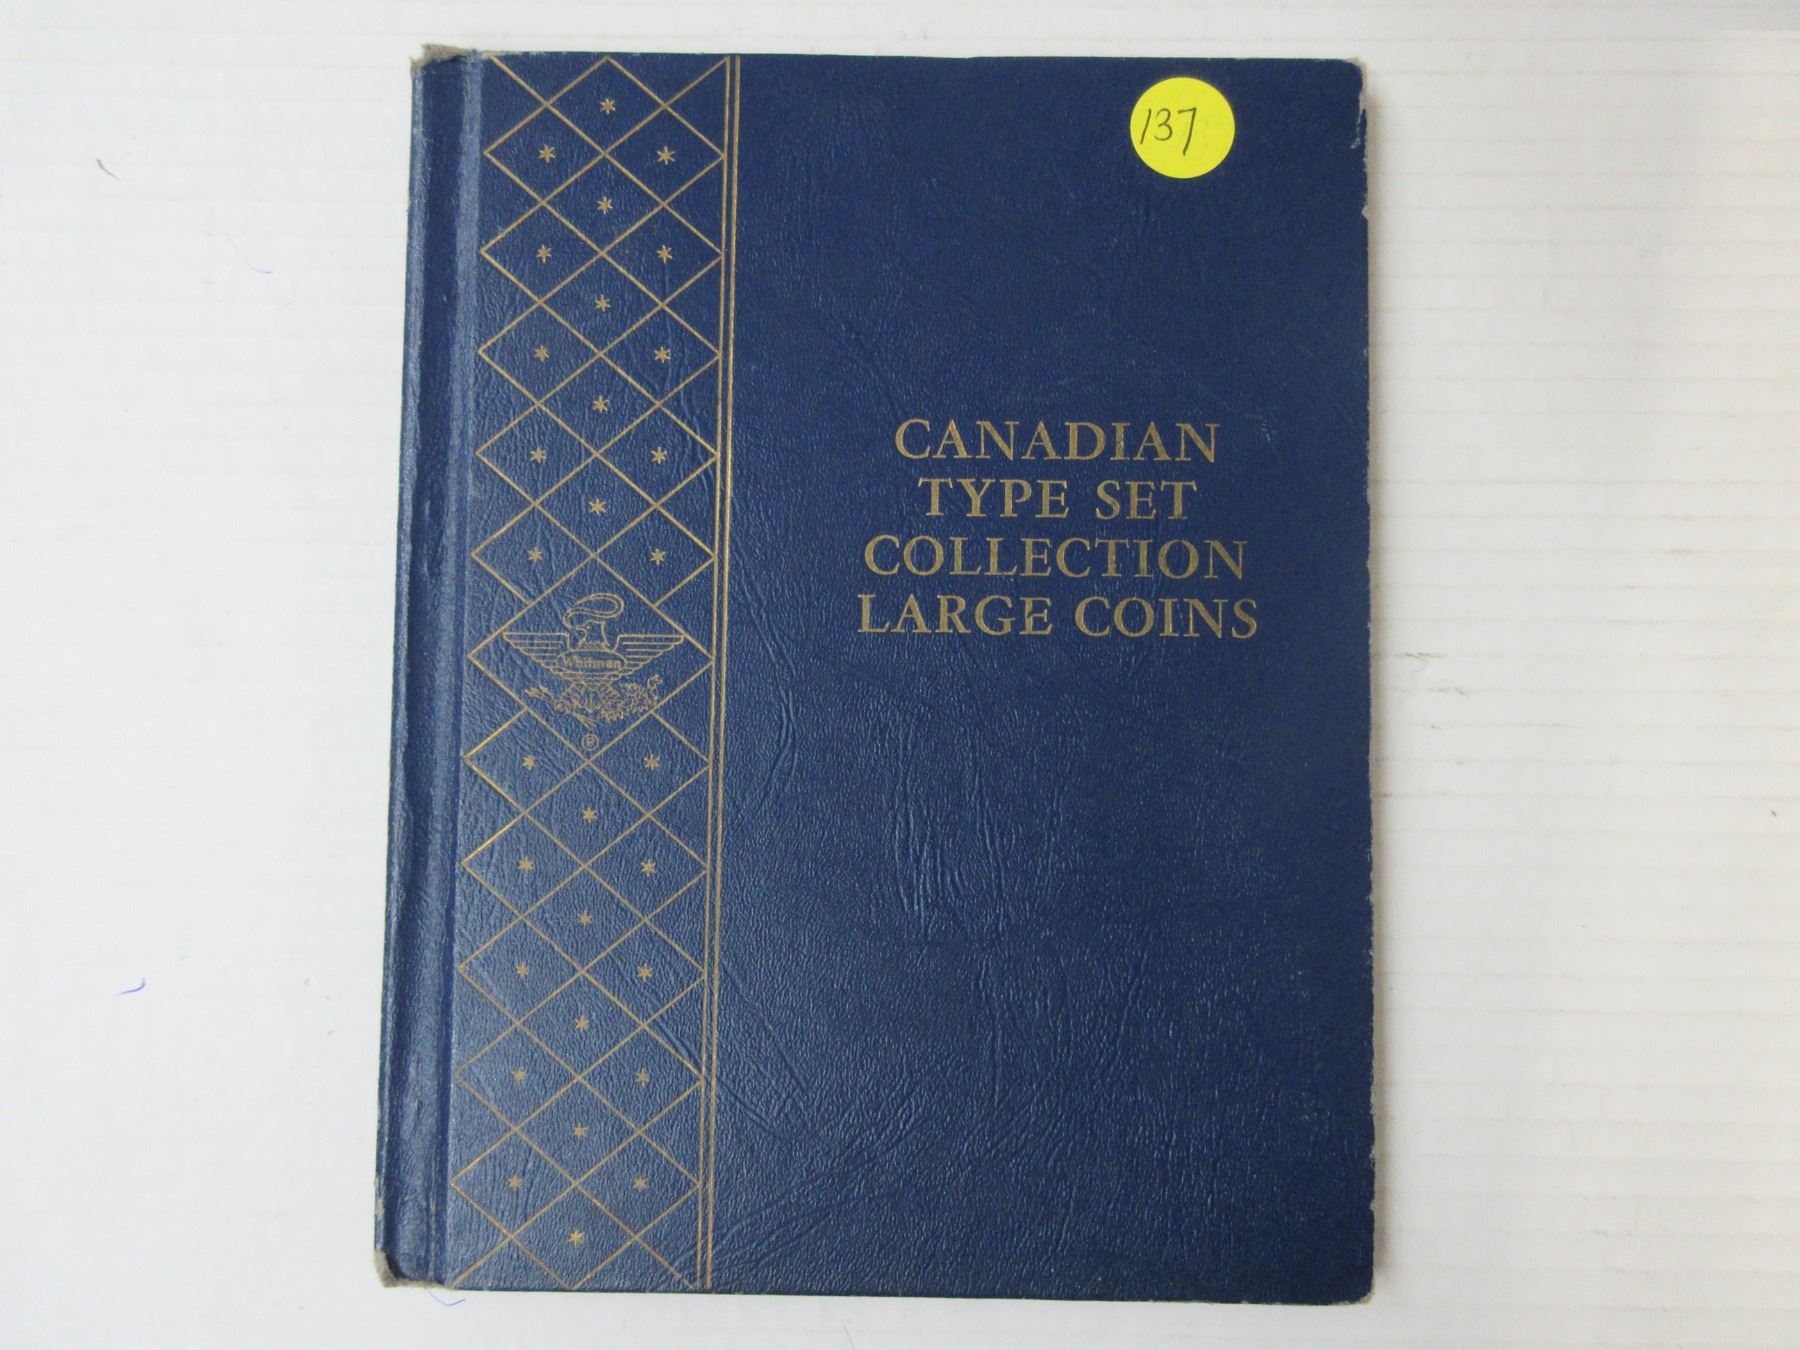 137
CANADIAN
TYPE SET
COLLECTION
LARGE COINS
Whitman
®